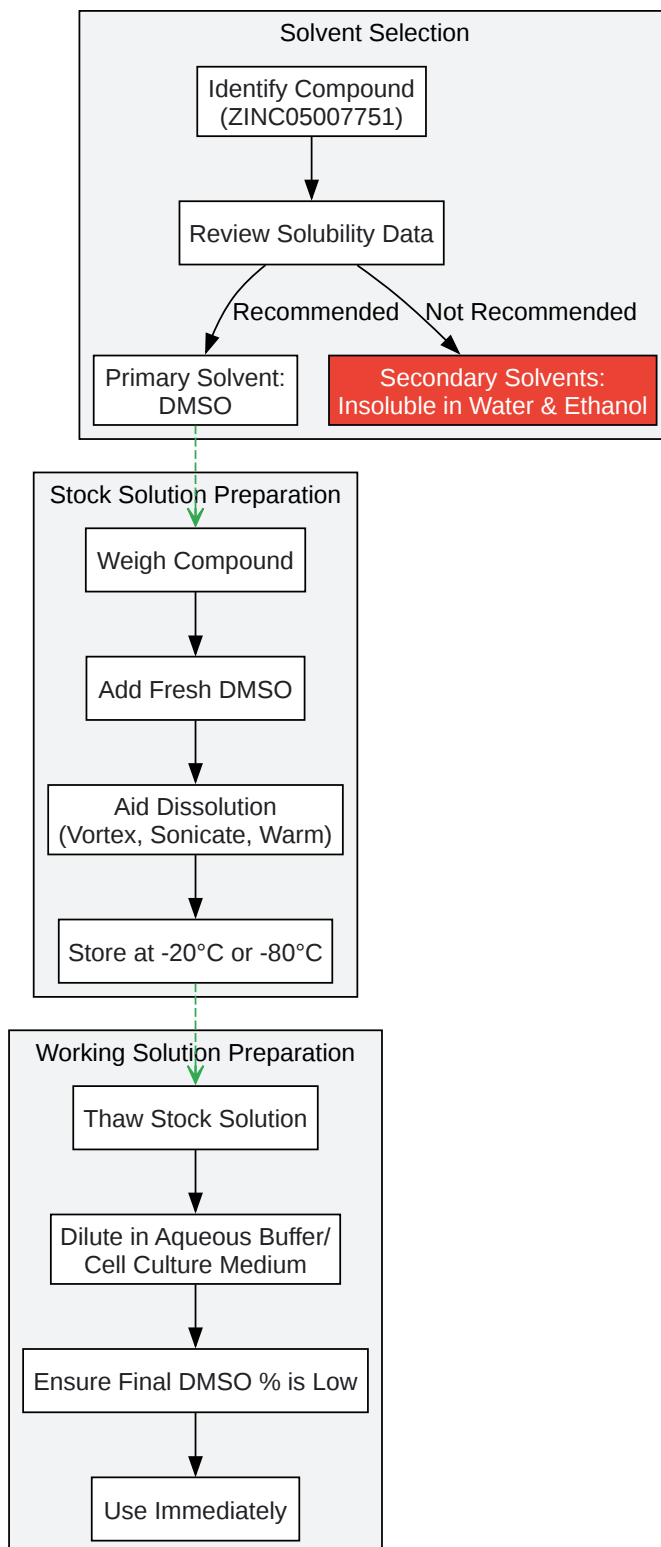 Solvent Selection
Identify Compound
(ZINC05007751)
Review Solubility Data
Recommended
Not Recommended
Primary Solvent:
DMSO
Secondary Solvents:
Insoluble in Water & Ethanol
Stock Solution Preparation
Weigh Compound
Add Fresh DMSO
Aid Dissolution
(Vortex, Sonicate, Warm)
Store at -20°C or -80°C
Working Solution Preparation
Thaw Stock Solution
Dilute in Aqueous Buffer/
Cell Culture Medium
Ensure Final DMSO % is Low
Use Immediately